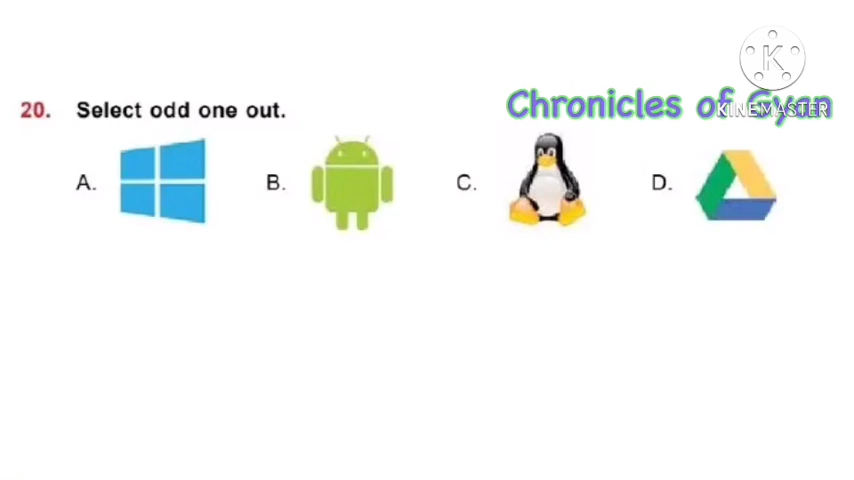 K
Chronicles of Gyan
KINEMASTER
20. Select odd one out.
A. B. C. D.